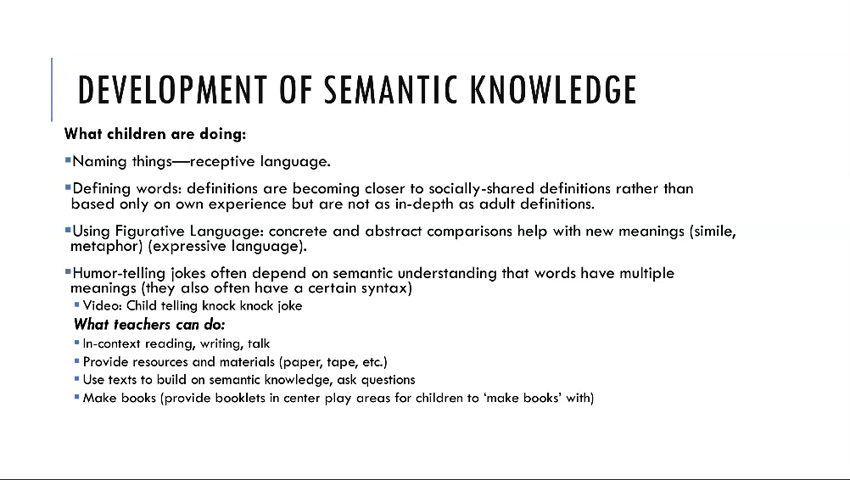 DEVELOPMENT OF SEMANTIC KNOWLEDGE
What children are doing:
▪Naming things—receptive language.
▪Defining words: definitions are becoming closer to socially-shared definitions rather than
based only on own experience but are not as in-depth as adult definitions.
▪Using Figurative Language: concrete and abstract comparisons help with new meanings (simile,
metaphor) (expressive language).
▪Humor-telling jokes often depend on semantic understanding that words have multiple
meanings (they also often have a certain syntax)
▪ Video: Child telling knock knock joke
What teachers can do:
▪ In-context reading, writing, talk
▪ Provide resources and materials (paper, tape, etc.)
▪ Use texts to build on semantic knowledge, ask questions
▪ Make books (provide booklets in center play areas for children to ‘make books’ with)